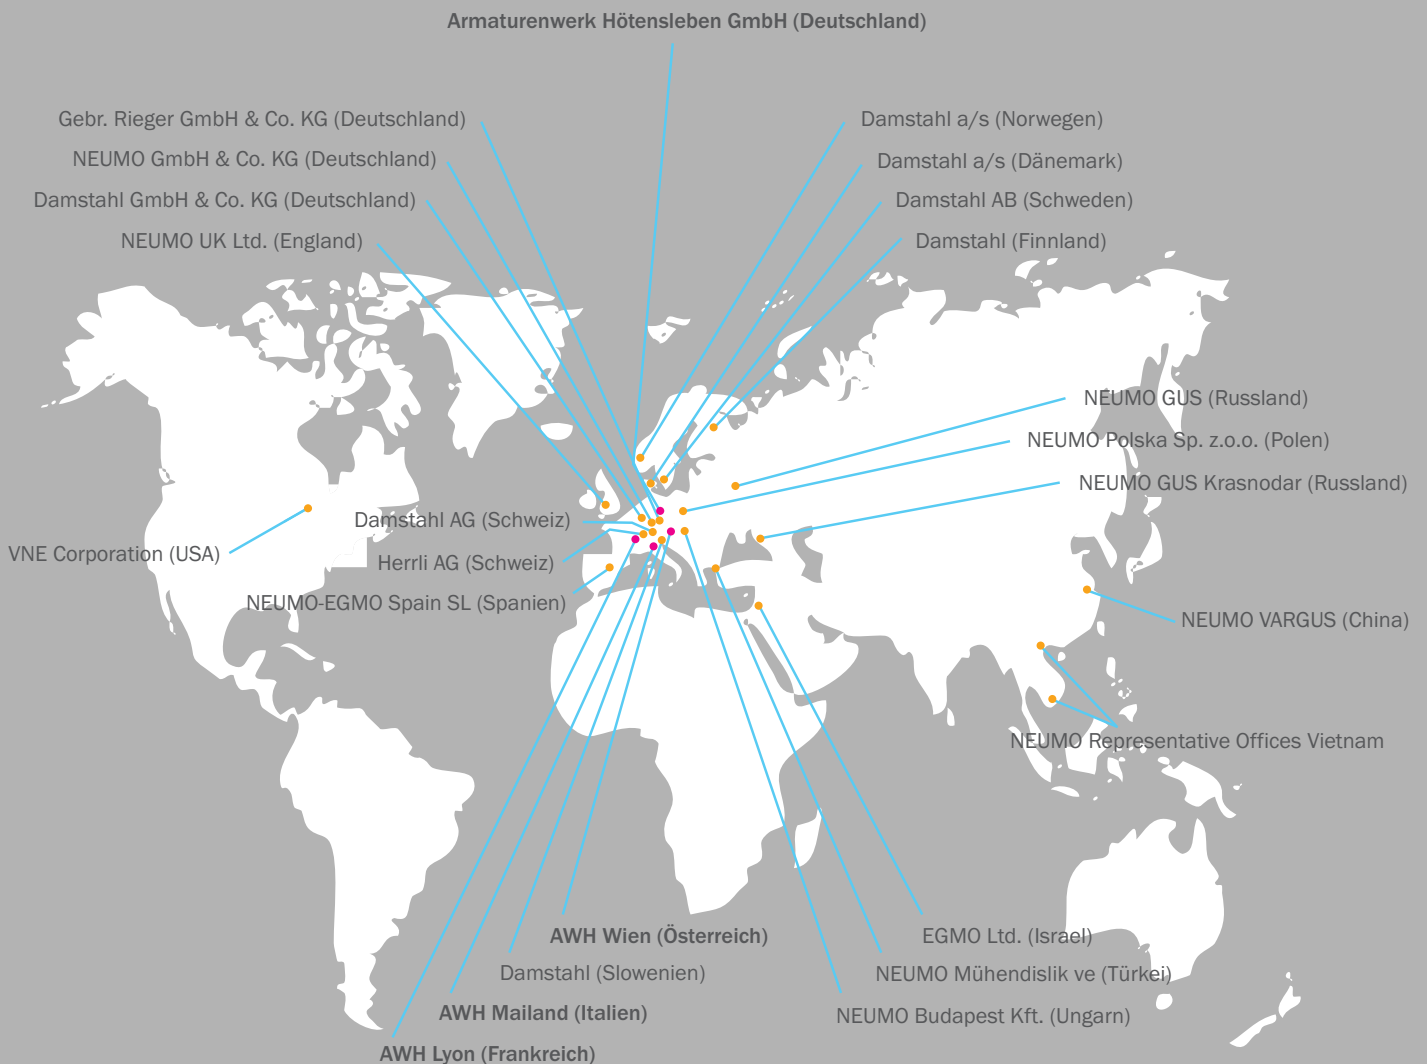 Armaturenwerk Hötensleben GmbH (Deutschland)
Gebr. Rieger GmbH & Co. KG (Deutschland)
NEUMO GmbH & Co. KG (Deutschland)
Damstahl GmbH & Co. KG (Deutschland)
NEUMO UK Ltd. (England)
Damstahl a/s (Norwegen)
Damstahl a/s (Dänemark)
Damstahl AB (Schweden)
Damstahl (Finnland)
NEUMO GUS (Russland)
NEUMO Polska Sp. z.o.o. (Polen)
NEUMO GUS Krasnodar (Russland)
Damstahl AG (Schweiz)
VNE Corporation (USA)
Herrli AG (Schweiz)
NEUMO-EGMO Spain SL (Spanien)
NEUMO VARGUS (China)
NEUMO Representative Offices Vietnam
AWH Wien (Österreich)
Damstahl (Slowenien)
AWH Mailand (Italien)
AWH Lyon (Frankreich)
EGMO Ltd. (Israel)
NEUMO Mühendislik ve (Türkei)
NEUMO Budapest Kft. (Ungarn)